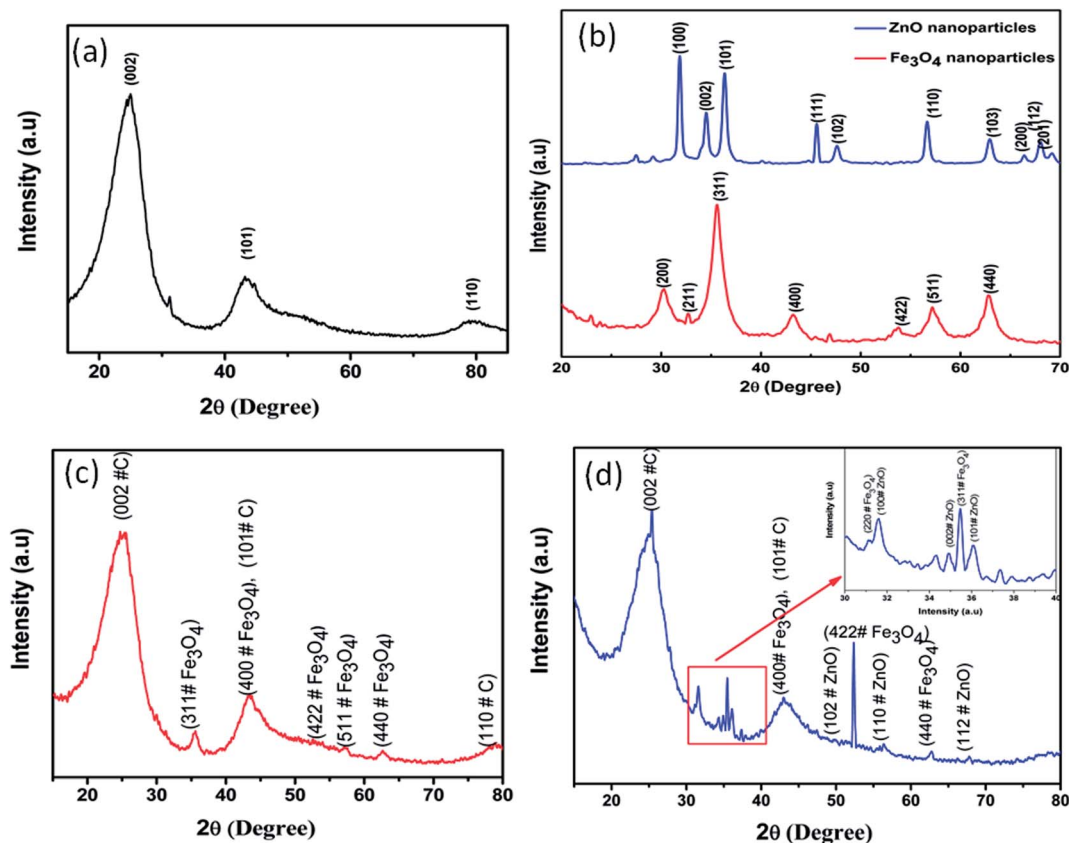 (a)
(002)
(101)
(110)
Intensity (a.u)
20
40
60
80
2θ (Degree)
(b)
ZnO nanoparticles
Fe₃O₄ nanoparticles
(100)
(002)
(101)
(111)
(102)
(110)
(103)
(200)
(112)
(201)
(200)
(211)
(311)
(400)
(422)
(511)
(440)
Intensity (a.u)
20
30
40
50
60
70
2θ (Degree)
(c)
(002 #C)
(311# Fe₃O₄)
(400 # Fe₃O₄), (101# C)
(422 # Fe₃O₄)
(511 # Fe₃O₄)
(440 # Fe₃O₄)
(110 # C)
Intensity (a.u)
20
30
40
50
60
70
80
2θ (Degree)
(d)
(002 #C)
(400# Fe₃O₄), (101# C)
(102 # ZnO)
(422# Fe₃O₄)
(110 # ZnO)
(440 # Fe₃O₄)
(112 # ZnO)
Intensity (a.u)
20
30
40
50
60
70
80
2θ (Degree)
Intensity (a.u)
(220 # Fe₃O₄)
(100# ZnO)
(002# ZnO)
(311# Fe₃O₄)
(101# ZnO)
30
32
34
36
38
40
Intensity (a.u)